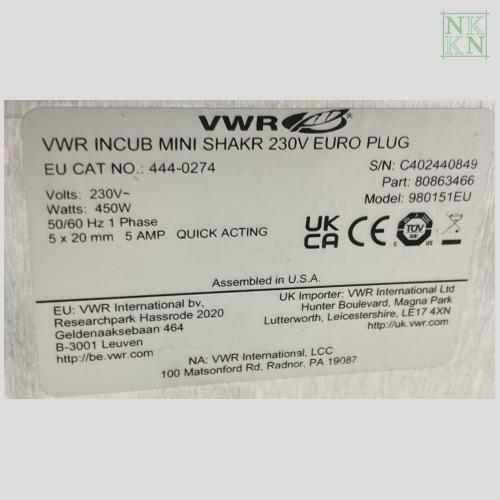 NK
KN
VWR
VWR INCUB MINI SHAKR 230V EURO PLUG
EU CAT NO.: 444-0274
S/N: C402440849
Part: 80863466
Model: 980151EU
Volts: 230V~
Watts: 450W
50/60 Hz 1 Phase
5 x 20 mm 5 AMP QUICK ACTING
UK
CA
CE
TÜV
C US
Assembled in U.S.A.
EU: VWR International bv,
Researchpark Hassrode 2020
Geldenaaksebaan 464
B-3001 Leuven
http://be.vwr.com
UK Importer: VWR International Ltd
Hunter Boulevard, Magna Park
Lutterworth, Leicestershire, LE17 4XN
http://uk.vwr.com
NA: VWR International, LCC
100 Matsonford Rd, Radnor, PA 19087